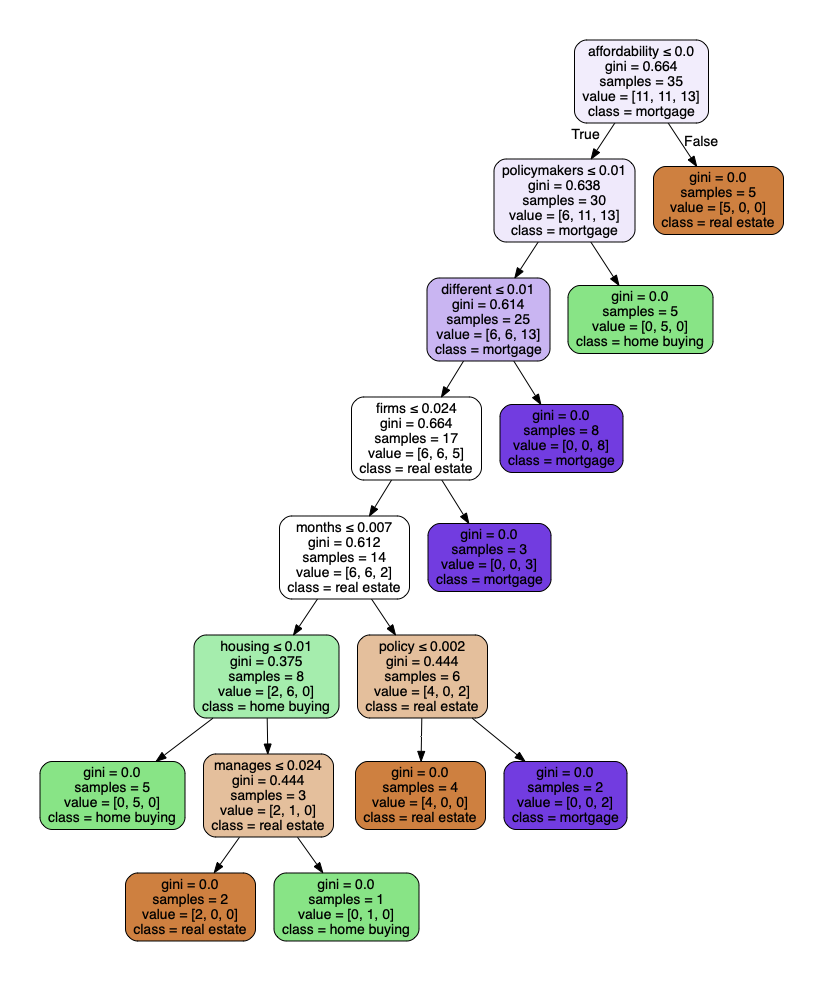 affordability ≤ 0.0
gini = 0.664
samples = 35
value = [11, 11, 13]
class = mortgage
True
False
policymakers ≤ 0.01
gini = 0.638
samples = 30
value = [6, 11, 13]
class = mortgage
gini = 0.0
samples = 5
value = [5, 0, 0]
class = real estate
different ≤ 0.01
gini = 0.614
samples = 25
value = [6, 6, 13]
class = mortgage
gini = 0.0
samples = 5
value = [0, 5, 0]
class = home buying
firms ≤ 0.024
gini = 0.664
samples = 17
value = [6, 6, 5]
class = real estate
gini = 0.0
samples = 8
value = [0, 0, 8]
class = mortgage
months ≤ 0.007
gini = 0.612
samples = 14
value = [6, 6, 2]
class = real estate
gini = 0.0
samples = 3
value = [0, 0, 3]
class = mortgage
housing ≤ 0.01
gini = 0.375
samples = 8
value = [2, 6, 0]
class = home buying
policy ≤ 0.002
gini = 0.444
samples = 6
value = [4, 0, 2]
class = real estate
gini = 0.0
samples = 5
value = [0, 5, 0]
class = home buying
manages ≤ 0.024
gini = 0.444
samples = 3
value = [2, 1, 0]
class = real estate
gini = 0.0
samples = 4
value = [4, 0, 0]
class = real estate
gini = 0.0
samples = 2
value = [0, 0, 2]
class = mortgage
gini = 0.0
samples = 2
value = [2, 0, 0]
class = real estate
gini = 0.0
samples = 1
value = [0, 1, 0]
class = home buying